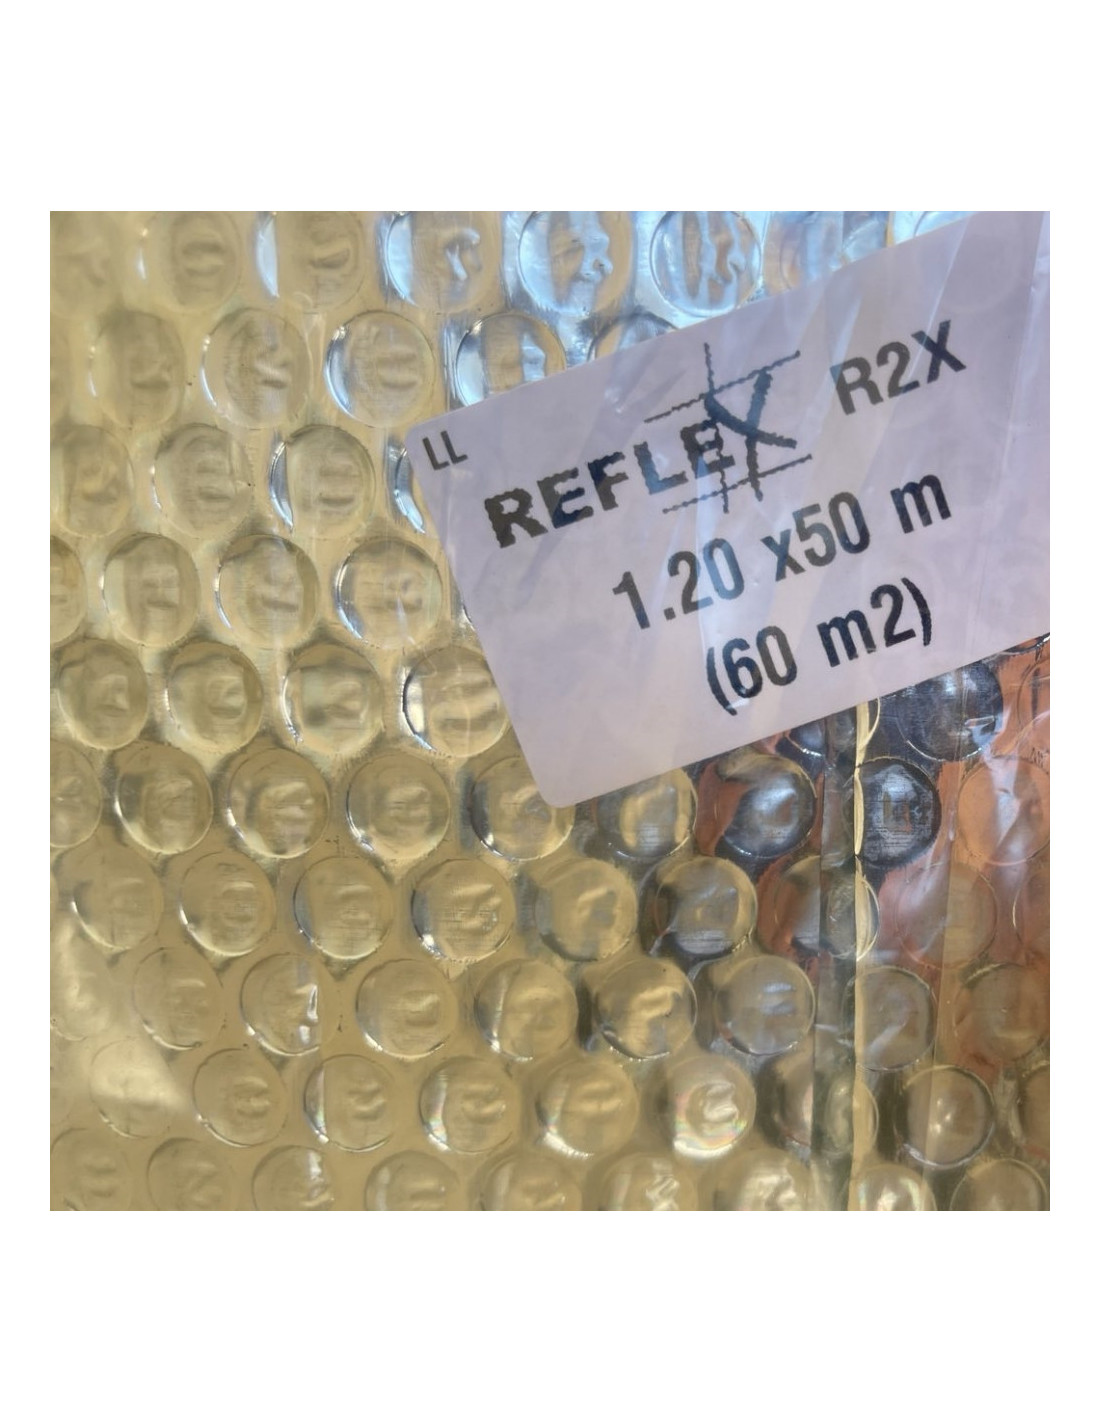 LL
REFLEX R2X
1.20 x50 m
(60 m2)